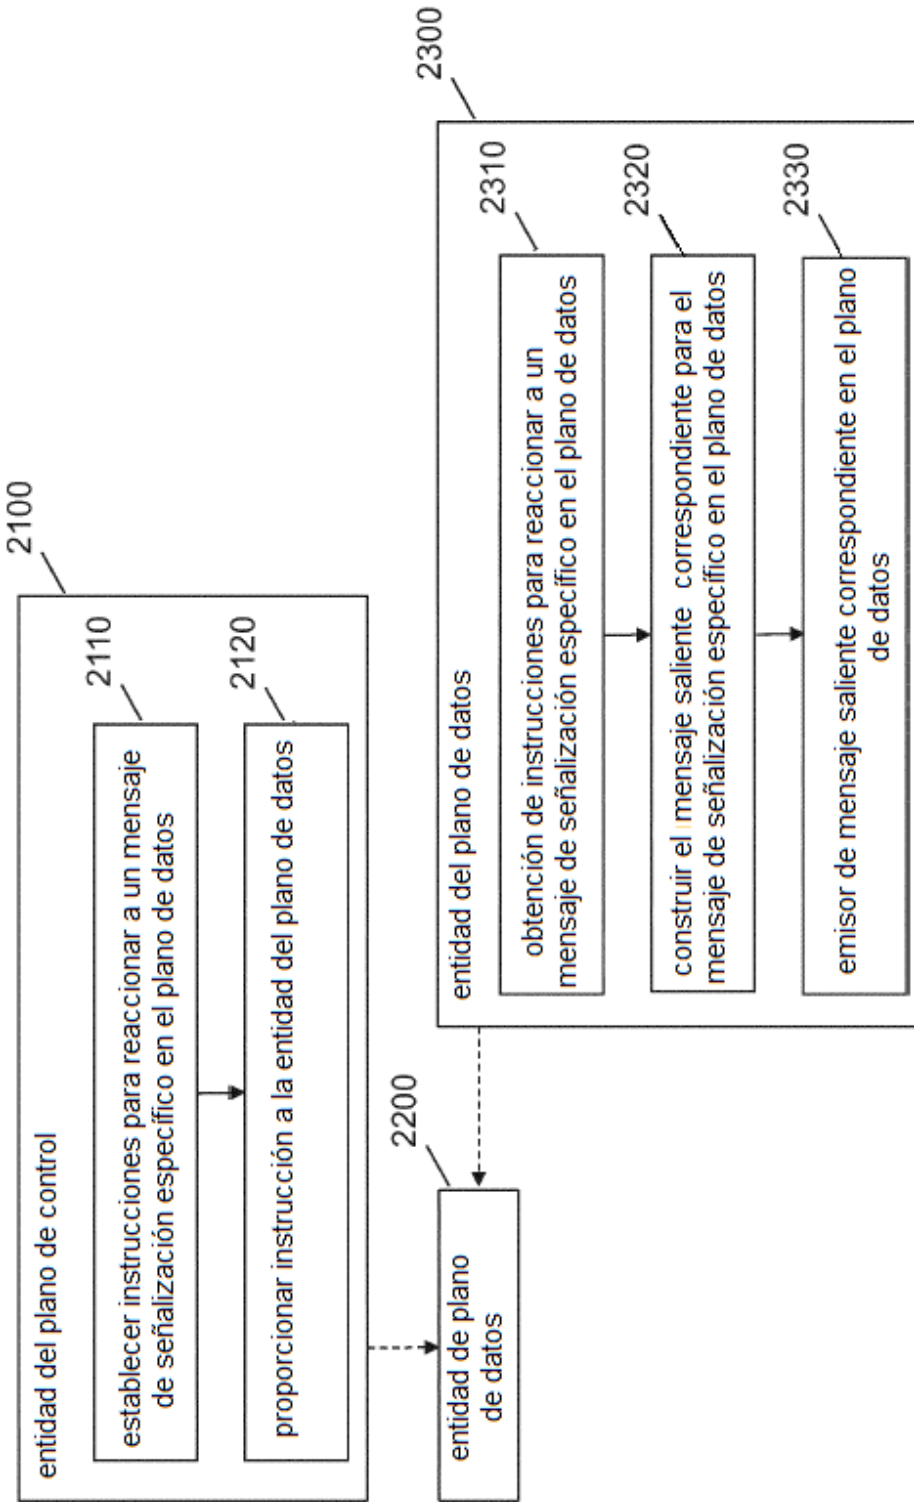 2100
entidad del plano de control
2110
establecer instrucciones para reaccionar a un mensaje
de señalización específico en el plano de datos
2120
proporcionar instrucción a la entidad del plano de datos
2200
entidad de plano
de datos
2300
entidad del plano de datos
2310
obtención de instrucciones para reaccionar a un
mensaje de señalización específico en el plano de datos
2320
construir el mensaje saliente correspondiente para el
mensaje de señalización específico en el plano de datos
2330
emisor de mensaje saliente correspondiente en el plano
de datos